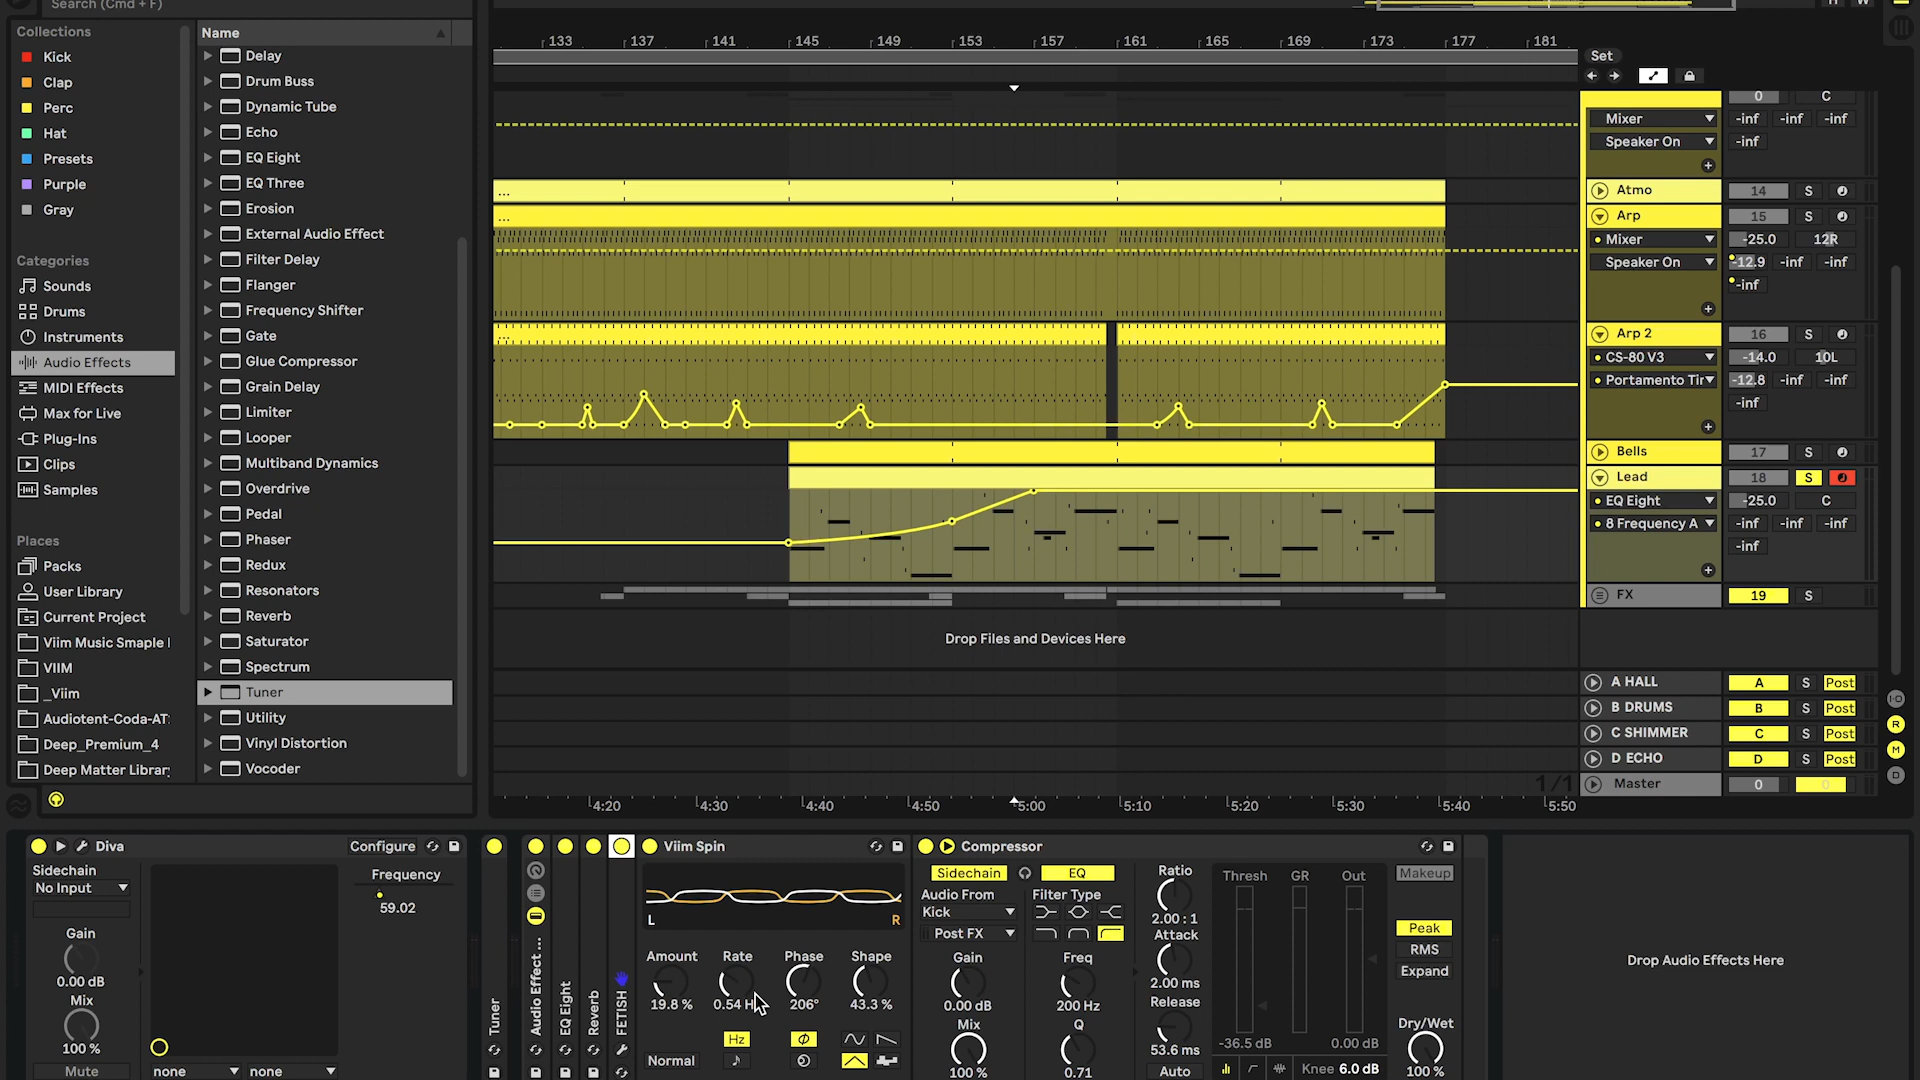 Search (Cmd + F)
H W
Collections
Kick
Clap
Perc
Hat
Presets
Purple
Gray
Categories
Sounds
Drums
Instruments
Audio Effects
MIDI Effects
Max for Live
Plug-Ins
Clips
Samples
Places
Packs
User Library
Current Project
Viim Music Smaple
VIIM
_Viim
Audiotent-Coda-AT
Deep_Premium_4
Deep Matter Library
Name
Delay
Drum Buss
Dynamic Tube
Echo
EQ Eight
EQ Three
Erosion
External Audio Effect
Filter Delay
Flanger
Frequency Shifter
Gate
Glue Compressor
Grain Delay
Limiter
Looper
Multiband Dynamics
Overdrive
Pedal
Phaser
Redux
Resonators
Reverb
Saturator
Spectrum
Tuner
Utility
Vinyl Distortion
Vocoder
133 137 141 145 149 153 157 161 165 169 173 177 181
Set
0 C
Mixer -inf -inf -inf
Speaker On -inf
...
Atmo 14 S
...
Arp 15 S
Mixer -25.0 12R
Speaker On -12.9 -inf -inf
-inf
...
Arp 2 16 S
CS-80 V3 -14.0 10L
Portamento Tir -12.8 -inf -inf
-inf
Bells 17 S
Lead 18 S
EQ Eight -25.0 C
8 Frequency A -inf -inf -inf
-inf
FX 19 S
Drop Files and Devices Here
A HALL A S Post
B DRUMS B S Post
C SHIMMER C S Post
D ECHO D S Post
1/1
Master 0 0
I-O
R
M
D
4:20 4:30 4:40 4:50 5:00 5:10 5:20 5:30 5:40 5:50
Diva Configure
Sidechain
No Input
Gain
0.00 dB
Mix
100 %
Mute
none none
Frequency
59.02
Tuner
Audio Effect ...
EQ Eight
Reverb
FETISH
Viim Spin
L
R
Amount Rate Phase Shape
19.8 % 0.54 H 206° 43.3 %
Hz
Normal
Compressor
Sidechain EQ
Audio From Filter Type
Kick
Post FX
Gain Freq
0.00 dB 200 Hz
Mix Q
100 % 0.71
Ratio
2.00 : 1
Attack
2.00 ms
Release
53.6 ms
Auto
Thresh GR Out
-36.5 dB 0.00 dB
Knee 6.0 dB
Makeup
Peak
RMS
Expand
Dry/Wet
100 %
Drop Audio Effects Here